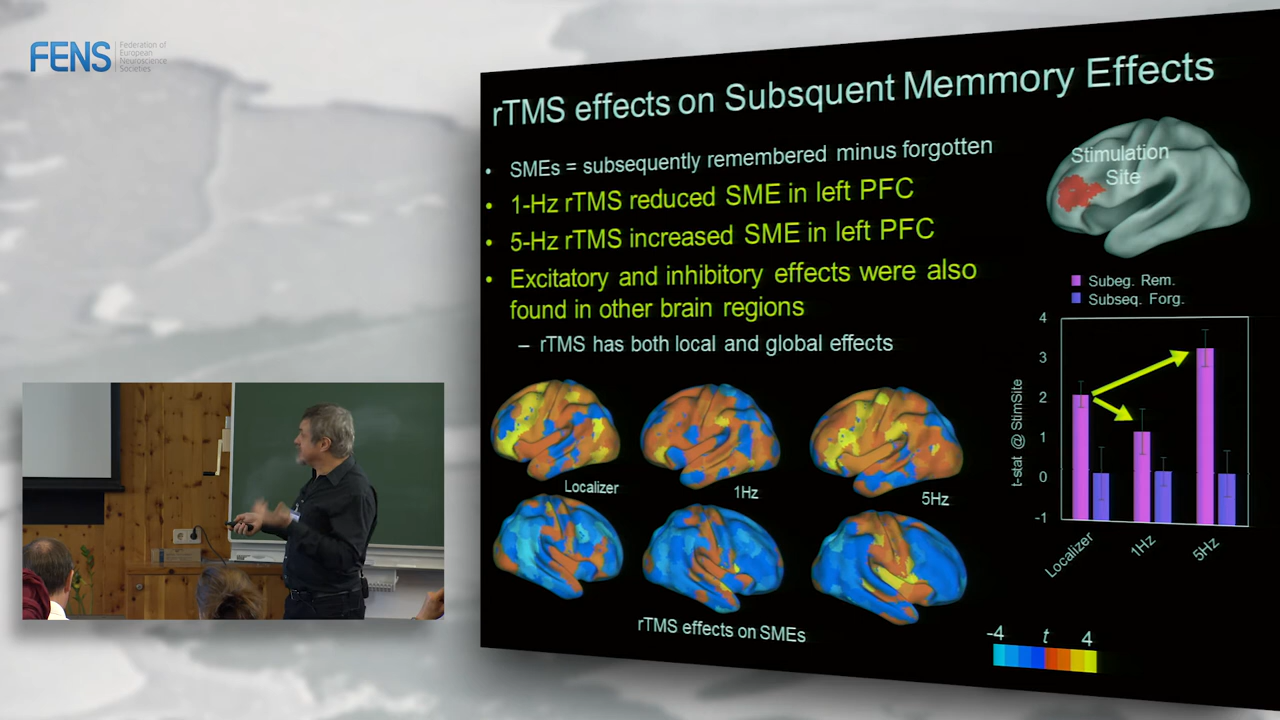 FENS
Federation of
European
Neuroscience
Societies
rTMS effects on Subsquent Memmory Effects
• SMEs = subsequently remembered minus forgotten
• 1-Hz rTMS reduced SME in left PFC
• 5-Hz rTMS increased SME in left PFC
• Excitatory and inhibitory effects were also
found in other brain regions
– rTMS has both local and global effects
Stimulation
Site
Subeg. Rem.
Subseq. Forg.
4
3
2
1
0
-1
t-stat @ StimSite
Localizer
1Hz
5Hz
Localizer
1Hz
5Hz
rTMS effects on SMEs
-4 t 4